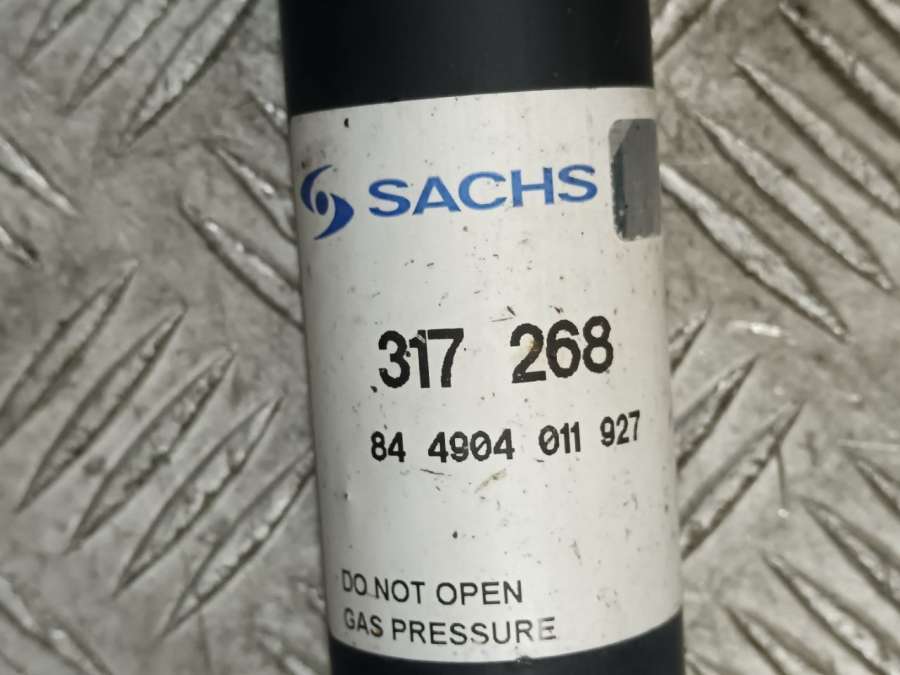 SACHS
317 268
84 4904 011 927
DO NOT OPEN
GAS PRESSURE